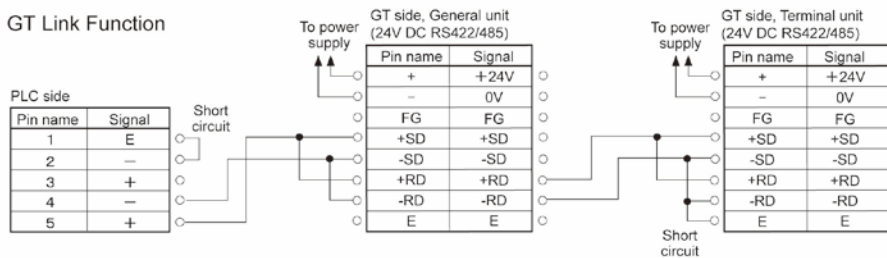 GT Link Function
PLC side
Pin name Signal
1 E
2 −
3 +
4 −
5 +
Short
circuit
To power
supply
GT side, General unit
(24V DC RS422/485)
Pin name Signal
+ +24V
− 0V
FG FG
+SD +SD
-SD -SD
+RD +RD
-RD -RD
E E
To power
supply
GT side, Terminal unit
(24V DC RS422/485)
Pin name Signal
+ +24V
− 0V
FG FG
+SD +SD
-SD -SD
+RD +RD
-RD -RD
E E
Short
circuit